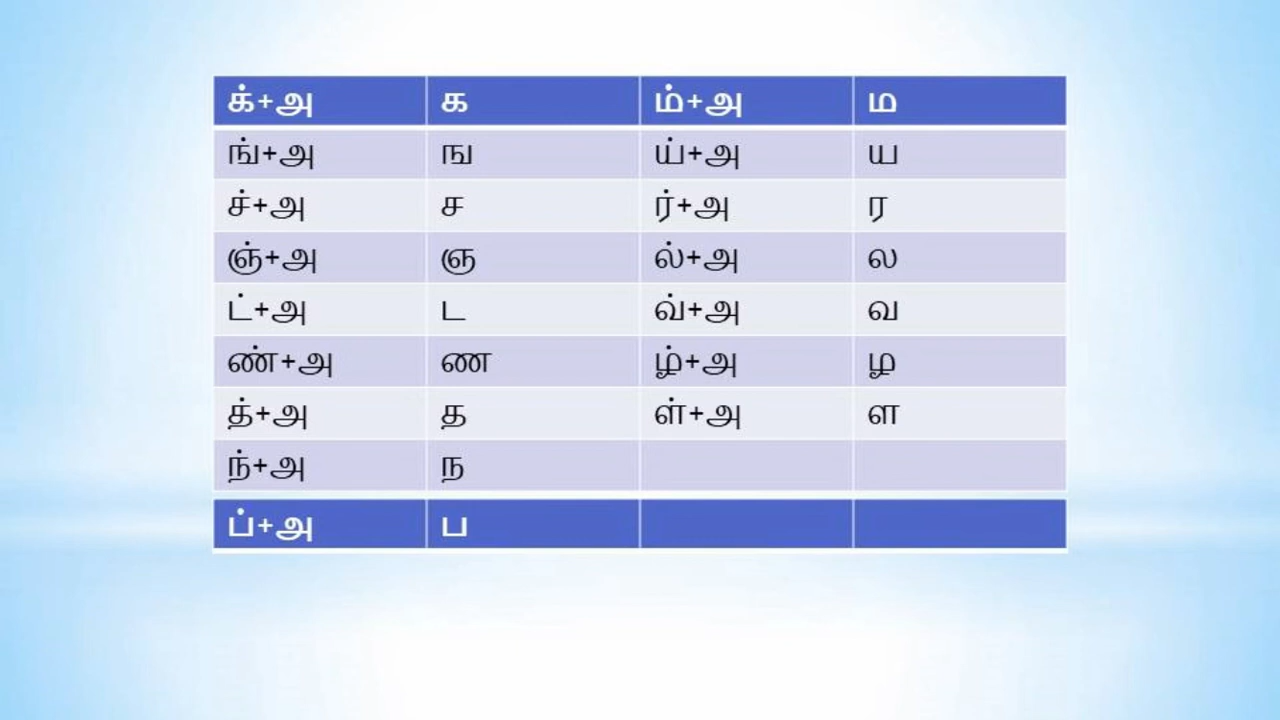 க்+அ க ம்+அ ம
ங்+அ ங ய்+அ ய
ச்+அ ச ர்+அ ர
ஞ்+அ ஞ ல்+அ ல
ட்+அ ட வ்+அ வ
ண்+அ ண ழ்+அ ழ
த்+அ த ள்+அ ள
ந்+அ ந
ப்+அ ப